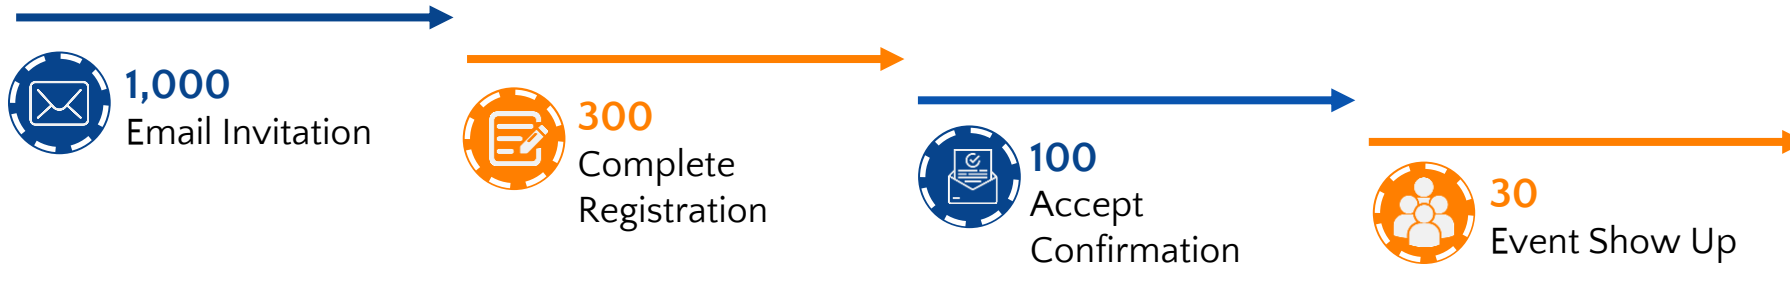 1,000
Email Invitation
300
Complete
Registration
100
Accept
Confirmation
30
Event Show Up